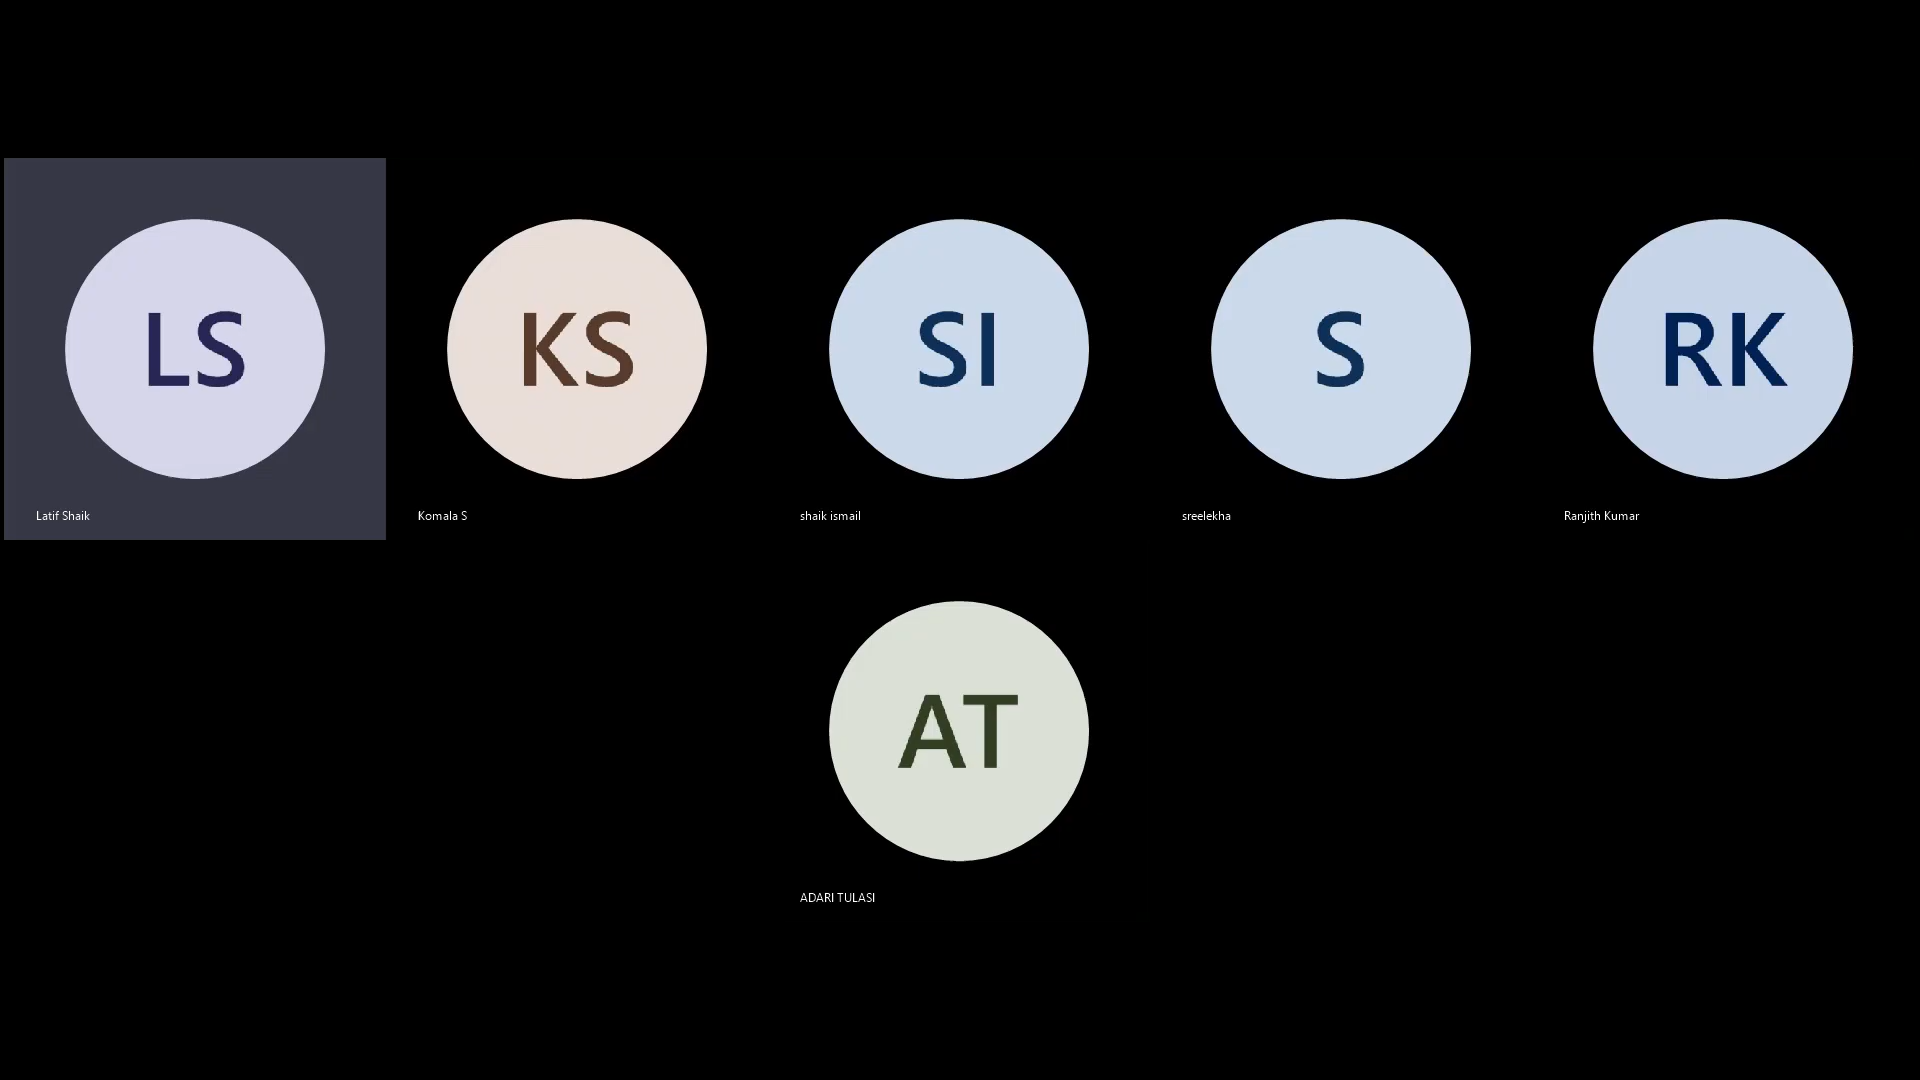 LS
KS
SI
S
RK
Latif Shaik
Komala S
shaik ismail
sreelekha
Ranjith Kumar
AT
ADARI TULASI